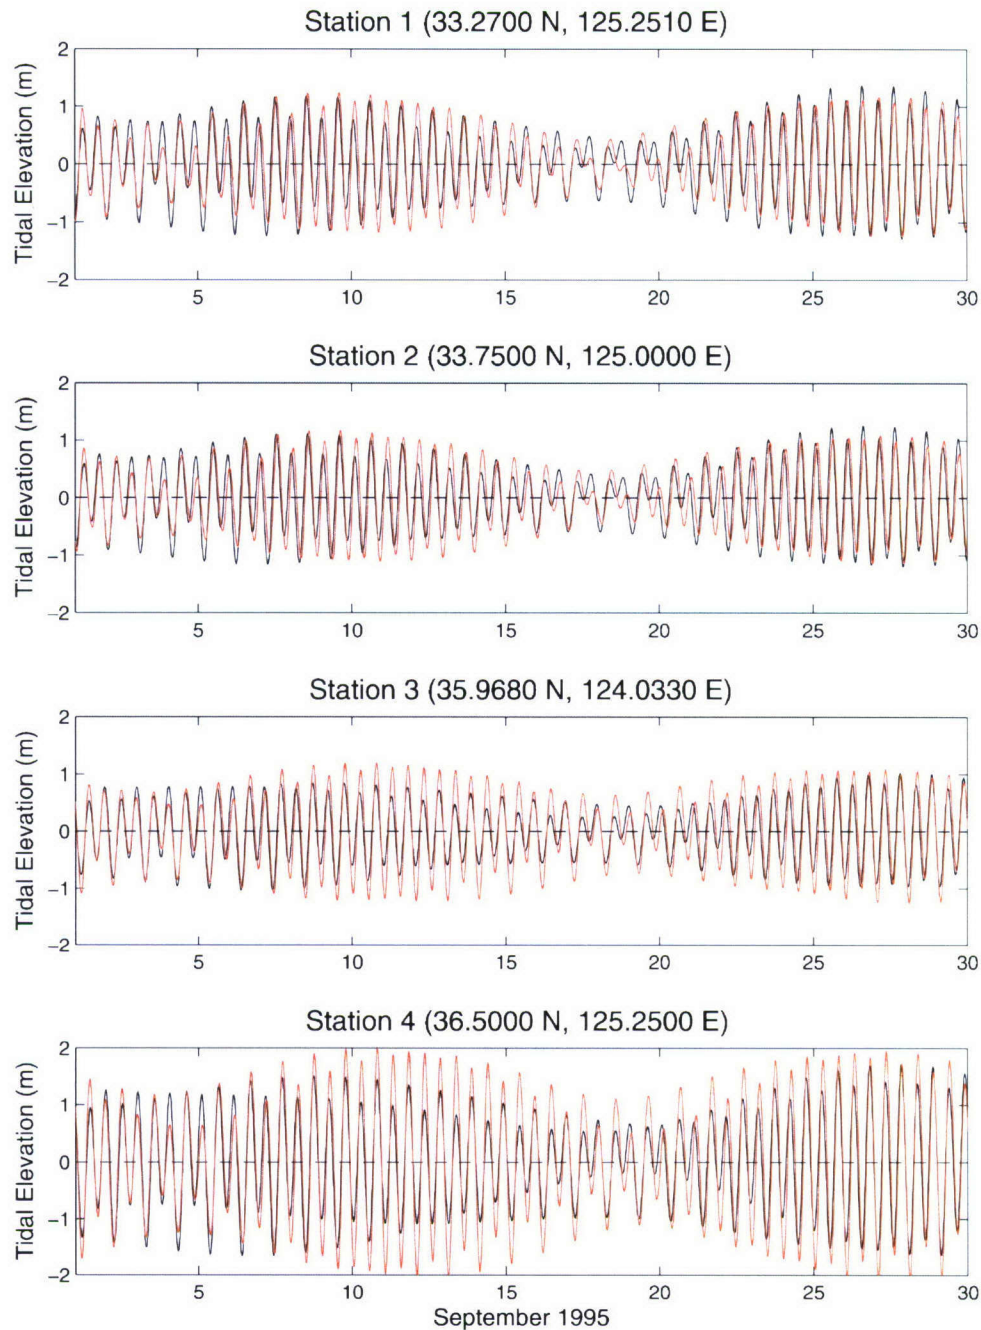 Station 1 (33.2700 N, 125.2510 E)
Tidal Elevation (m)
2
1
0
−1
−2
5 10 15 20 25 30
Station 2 (33.7500 N, 125.0000 E)
Tidal Elevation (m)
2
1
0
−1
−2
5 10 15 20 25 30
Station 3 (35.9680 N, 124.0330 E)
Tidal Elevation (m)
2
1
0
−1
−2
5 10 15 20 25 30
Station 4 (36.5000 N, 125.2500 E)
Tidal Elevation (m)
2
1
0
−1
−2
5 10 15 20 25 30
September 1995